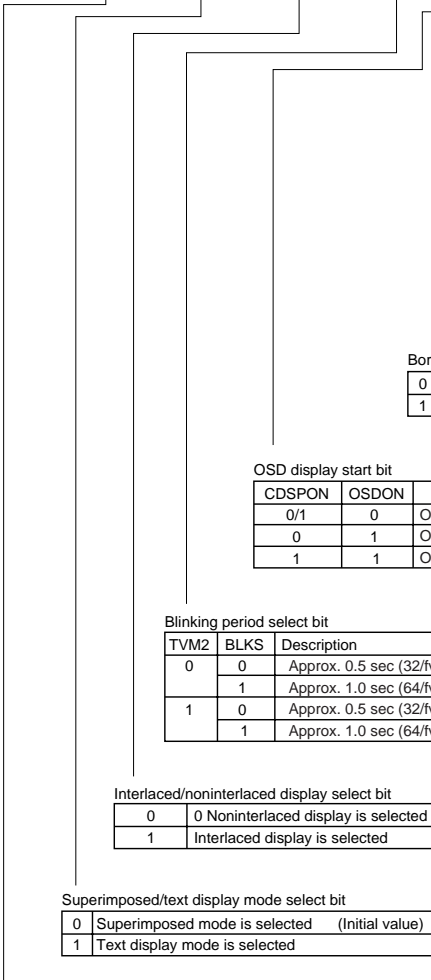 Bor
0
1
OSD display start bit
CDSPON OSDON
0/1 0 O
0 1 O
1 1 O
Blinking period select bit
TVM2 BLKS Description
0 0 Approx. 0.5 sec (32/fv
1 Approx. 1.0 sec (64/fv
1 0 Approx. 0.5 sec (32/fv
1 Approx. 1.0 sec (64/fv
Interlaced/noninterlaced display select bit
0 0 Noninterlaced display is selected
1 Interlaced display is selected
Superimposed/text display mode select bit
0 Superimposed mode is selected (Initial value)
1 Text display mode is selected